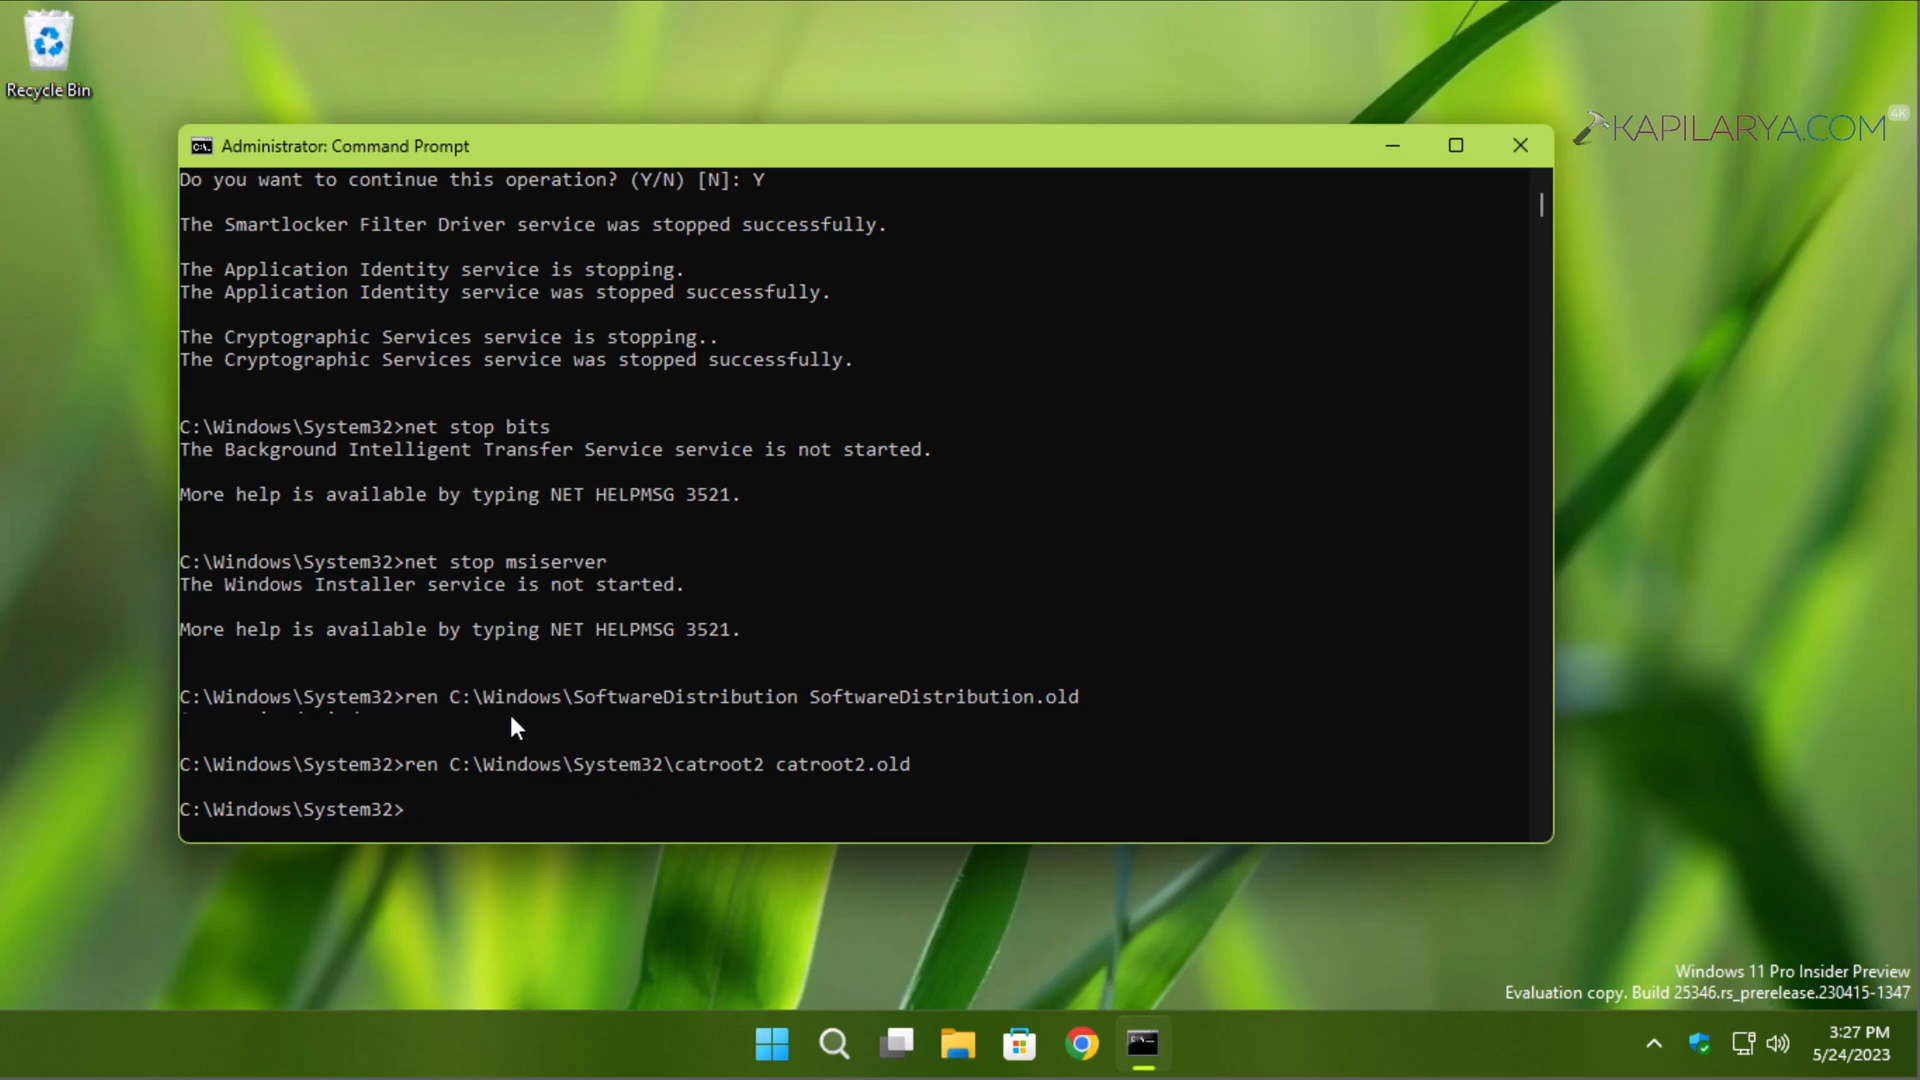 Recycle Bin
KAPILARYA.COM
4K
Administrator: Command Prompt
Do you want to continue this operation? (Y/N) [N]: Y
The Smartlocker Filter Driver service was stopped successfully.
The Application Identity service is stopping.
The Application Identity service was stopped successfully.
The Cryptographic Services service is stopping..
The Cryptographic Services service was stopped successfully.
C:\Windows\System32>net stop bits
The Background Intelligent Transfer Service service is not started.
More help is available by typing NET HELPMSG 3521.
C:\Windows\System32>net stop msiserver
The Windows Installer service is not started.
More help is available by typing NET HELPMSG 3521.
C:\Windows\System32>ren C:\Windows\SoftwareDistribution SoftwareDistribution.old
C:\Windows\System32>ren C:\Windows\System32\catroot2 catroot2.old
C:\Windows\System32>
Windows 11 Pro Insider Preview
Evaluation copy. Build 25346.rs_prerelease.230415-1347
3:27 PM
5/24/2023